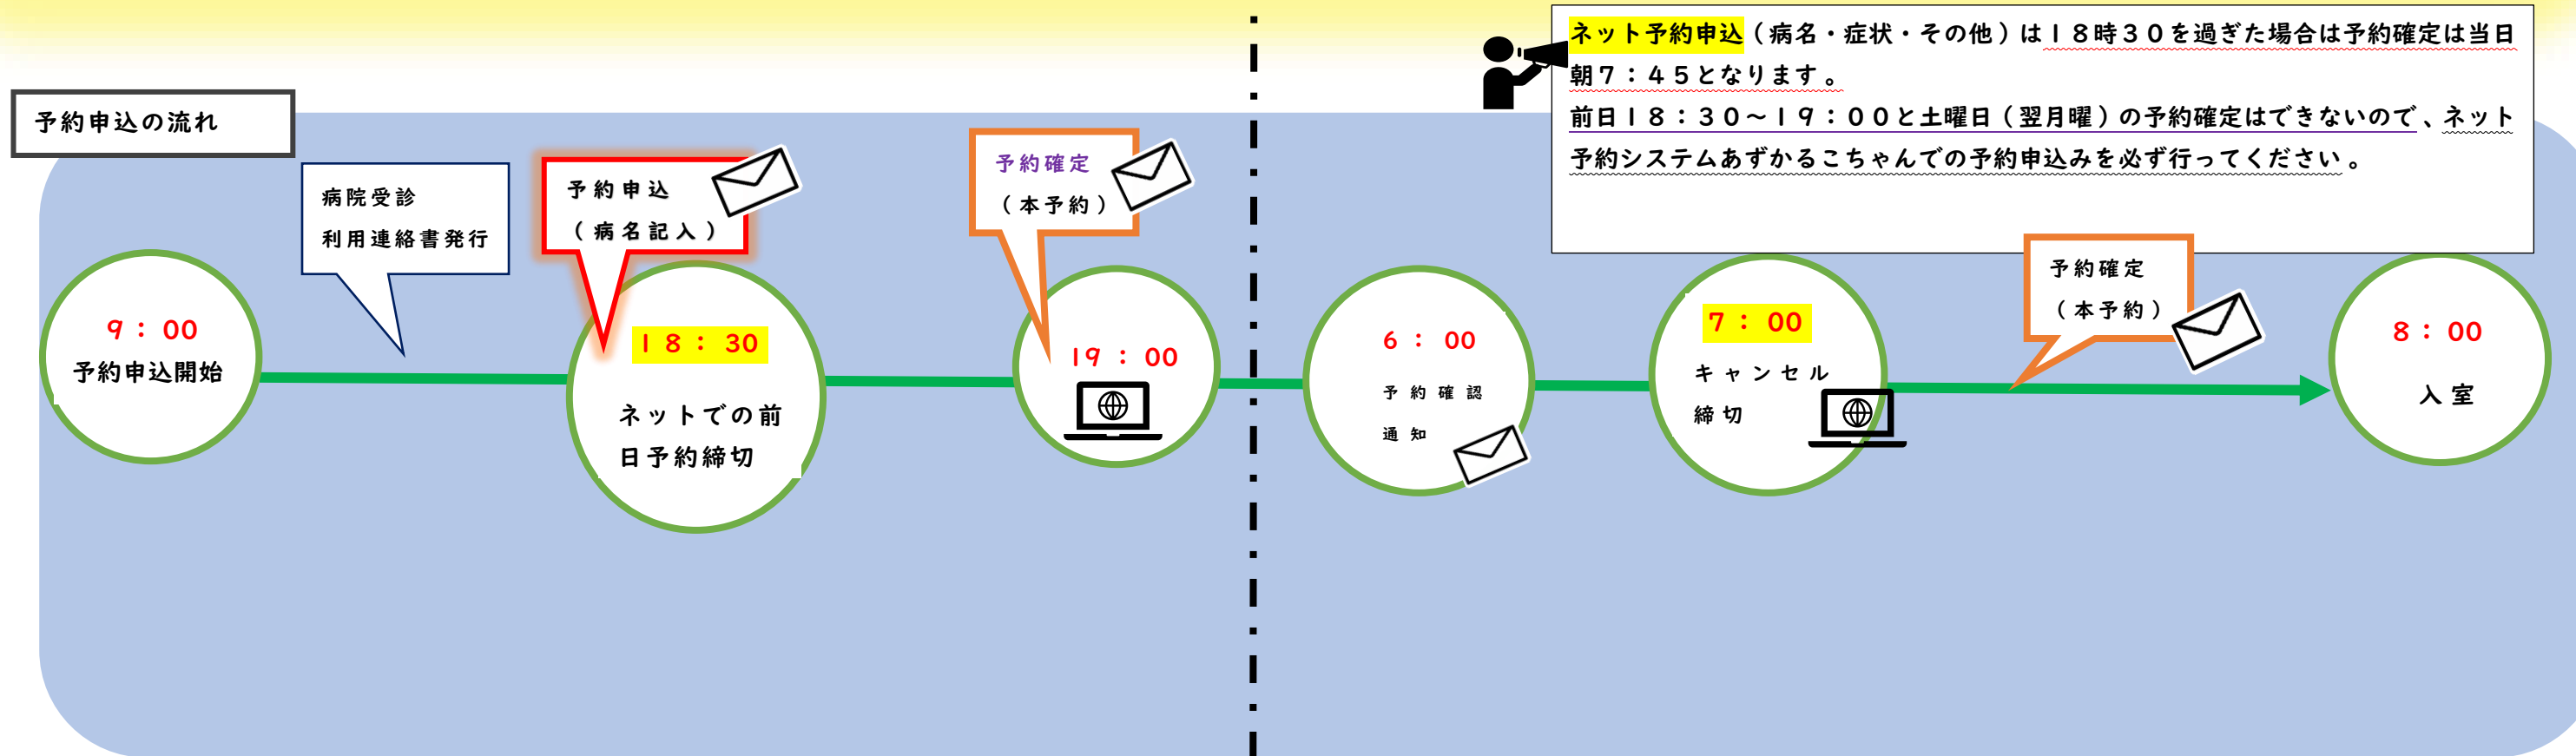 ネット予約申込（病名・症状・その他）は１８時３０を過ぎた場合は予約確定は当日
朝７：４５となります。
前日１８：３０～１９：００と土曜日（翌月曜）の予約確定はできないので、ネット
予約システムあずかるこちゃんでの予約申込みを必ず行ってください。
予約申込の流れ
病院受診
利用連絡書発行
予約申込
（病名記入）
予約確定
（本予約）
予約確定
（本予約）
9：00
予約申込開始
１８：30
ネットでの前
日予約締切
19：00
6：00
予約確認
通知
7：00
キャンセル
締切
8：00
入室